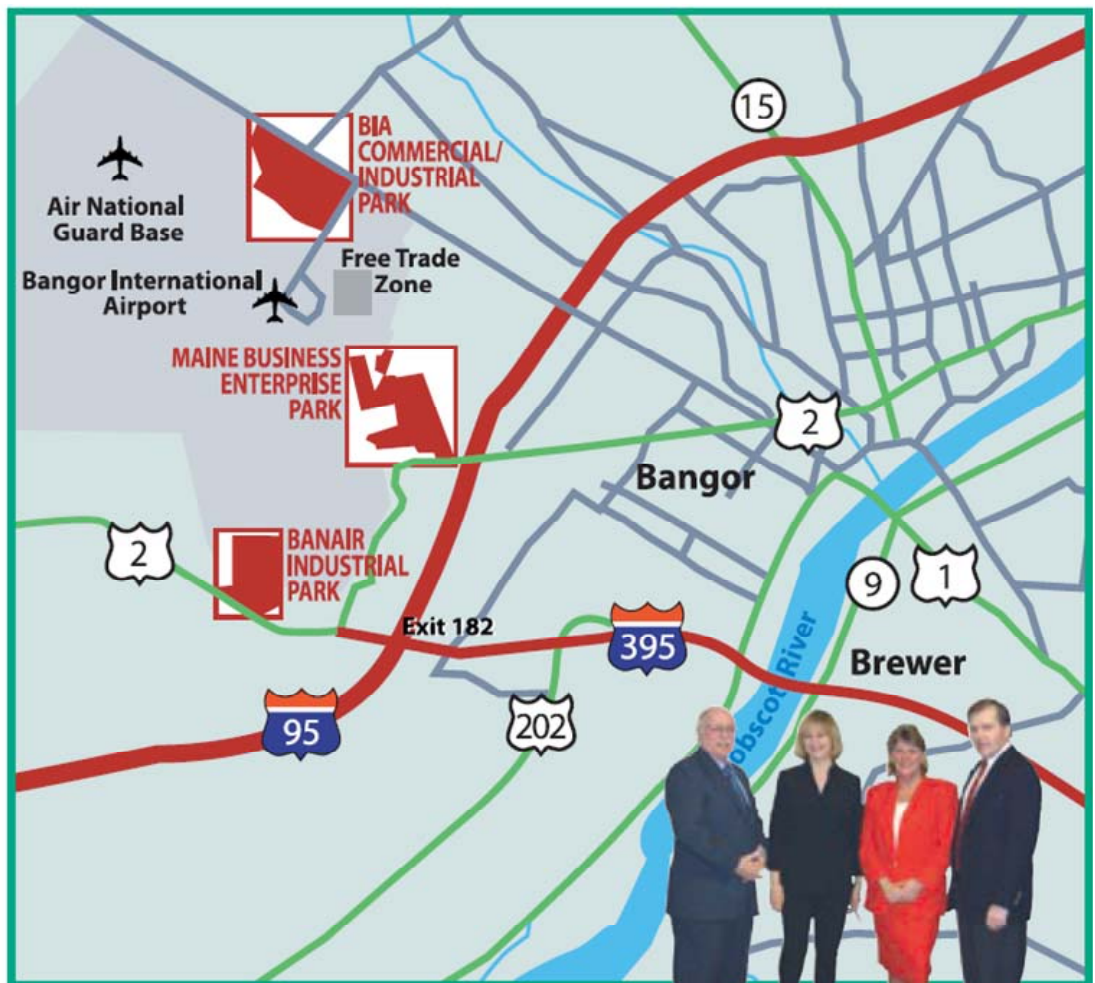 15
BIA
COMMERCIAL/
INDUSTRIAL
PARK
Air National
Guard Base
Free Trade
Zone
Bangor International
Airport
MAINE BUSINESS
ENTERPRISE
PARK
2
Bangor
2
BANAIR
INDUSTRIAL
PARK
9
1
Exit 182
395
Brewer
95
202
obscot River